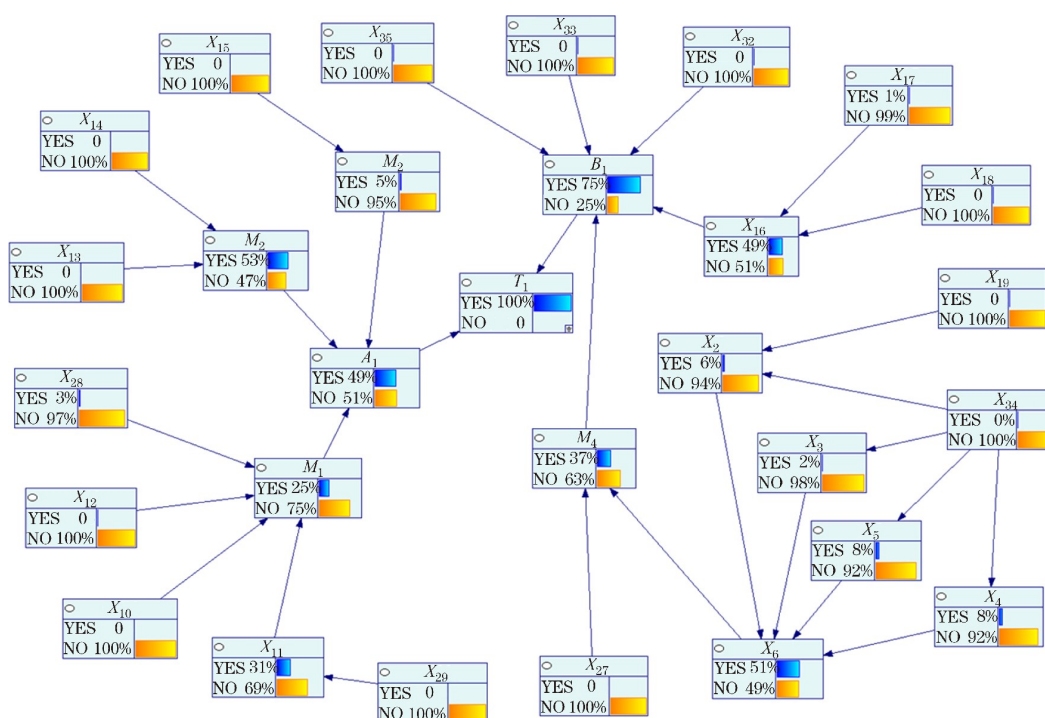 X₁₅
YES 0
NO 100%
X₃₅
YES 0
NO 100%
X₃₃
YES 0
NO 100%
X₃₂
YES 0
NO 100%
X₁₇
YES 1%
NO 99%
X₁₄
YES 0
NO 100%
M₂
YES 5%
NO 95%
B₁
YES 75%
NO 25%
X₁₈
YES 0
NO 100%
X₁₃
YES 0
NO 100%
M₂
YES 53%
NO 47%
X₁₆
YES 49%
NO 51%
T₁
YES 100%
NO 0
X₁₉
YES 0
NO 100%
X₂
YES 6%
NO 94%
A₁
YES 49%
NO 51%
X₂₈
YES 3%
NO 97%
X₃₄
YES 0%
NO 100%
M₄
YES 37%
NO 63%
X₃
YES 2%
NO 98%
M₁
YES 25%
NO 75%
X₁₂
YES 0
NO 100%
X₅
YES 8%
NO 92%
X₄
YES 8%
NO 92%
X₁₀
YES 0
NO 100%
X₁₁
YES 31%
NO 69%
X₂₉
YES 0
NO 100%
X₂₇
YES 0
NO 100%
X₆
YES 51%
NO 49%